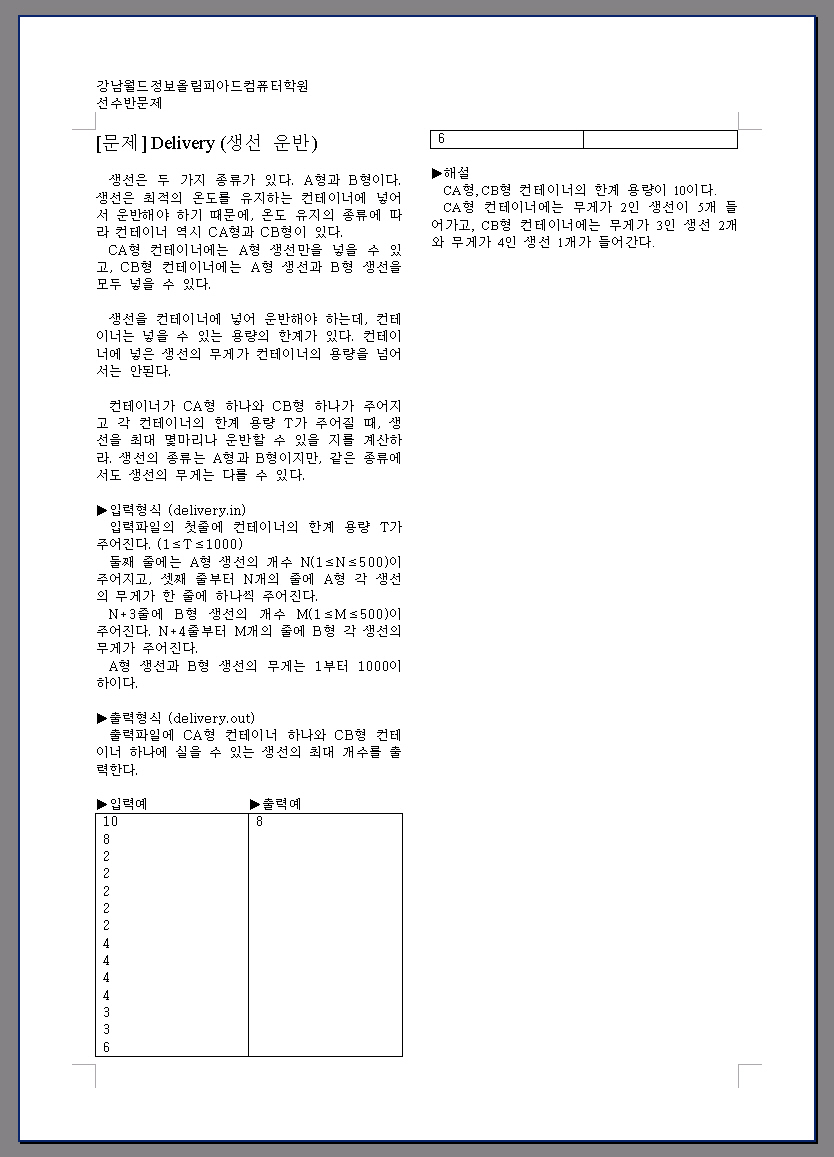 강남월드정보올림피아드컴퓨터학원
선수반문제
[문제] Delivery (생선 운반)
생선은 두 가지 종류가 있다. A형과 B형이다.
생선은 최적의 온도를 유지하는 컨테이너에 넣어
서 운반해야 하기 때문에, 온도 유지의 종류에 따
라 컨테이너 역시 CA형과 CB형이 있다.
CA형 컨테이너에는 A형 생선만을 넣을 수 있
고, CB형 컨테이너에는 A형 생선과 B형 생선을
모두 넣을 수 있다.
생선을 컨테이너에 넣어 운반해야 하는데, 컨테
이너는 넣을 수 있는 용량의 한계가 있다. 컨테이
너에 넣은 생선의 무게가 컨테이너의 용량을 넘어
서는 안된다.
컨테이너가 CA형 하나와 CB형 하나가 주어지
고 각 컨테이너의 한계 용량 T가 주어질 때, 생
선을 최대 몇마리나 운반할 수 있을 지를 계산하
라. 생선의 종류는 A형과 B형이지만, 같은 종류에
서도 생선의 무게는 다를 수 있다.
▶입력형식 (delivery.in)
입력파일의 첫줄에 컨테이너의 한계 용량 T가
주어진다. (1≤T≤1000)
둘째 줄에는 A형 생선의 개수 N(1≤N≤500)이
주어지고, 셋째 줄부터 N개의 줄에 A형 각 생선
의 무게가 한 줄에 하나씩 주어진다.
N+3줄에 B형 생선의 개수 M(1≤M≤500)이
주어진다. N+4줄부터 M개의 줄에 B형 각 생선의
무게가 주어진다.
A형 생선과 B형 생선의 무게는 1부터 1000이
하이다.
▶출력형식 (delivery.out)
출력파일에 CA형 컨테이너 하나와 CB형 컨테
이너 하나에 실을 수 있는 생선의 최대 개수를 출
력한다.
▶입력예 ▶출력예
10 8
8
2
2
2
2
2
4
4
4
4
3
3
6
6
▶해설
CA형,CB형 컨테이너의 한계 용량이 10이다.
CA형 컨테이너에는 무게가 2인 생선이 5개 들
어가고, CB형 컨테이너에는 무게가 3인 생선 2개
와 무게가 4인 생선 1개가 들어간다.